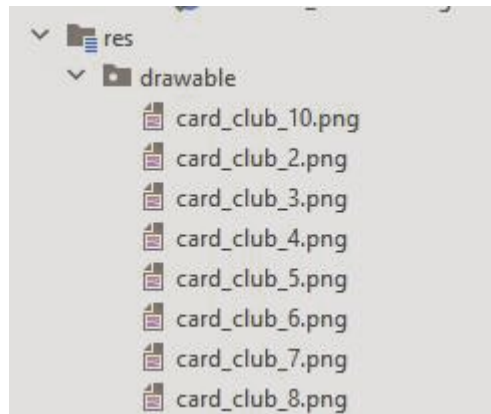 res
drawable
card_club_10.png
card_club_2.png
card_club_3.png
card_club_4.png
card_club_5.png
card_club_6.png
card_club_7.png
card_club_8.png